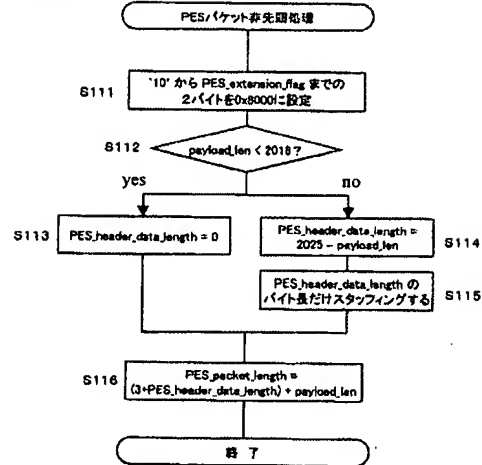 PESパケット非先頭処理
S111
'10' から PES_extension_flag までの
2バイトを0x8000に設定
S112
payload_len < 2018 ?
yes
no
S113
PES_header_data_length = 0
PES_header_data_length =
2025 − payload_len
S114
PES_header_data_length の
バイト長だけスタッフィングする
S115
S116
PES_packet_length =
(3+PES_header_data_length) + payload_len
終 了